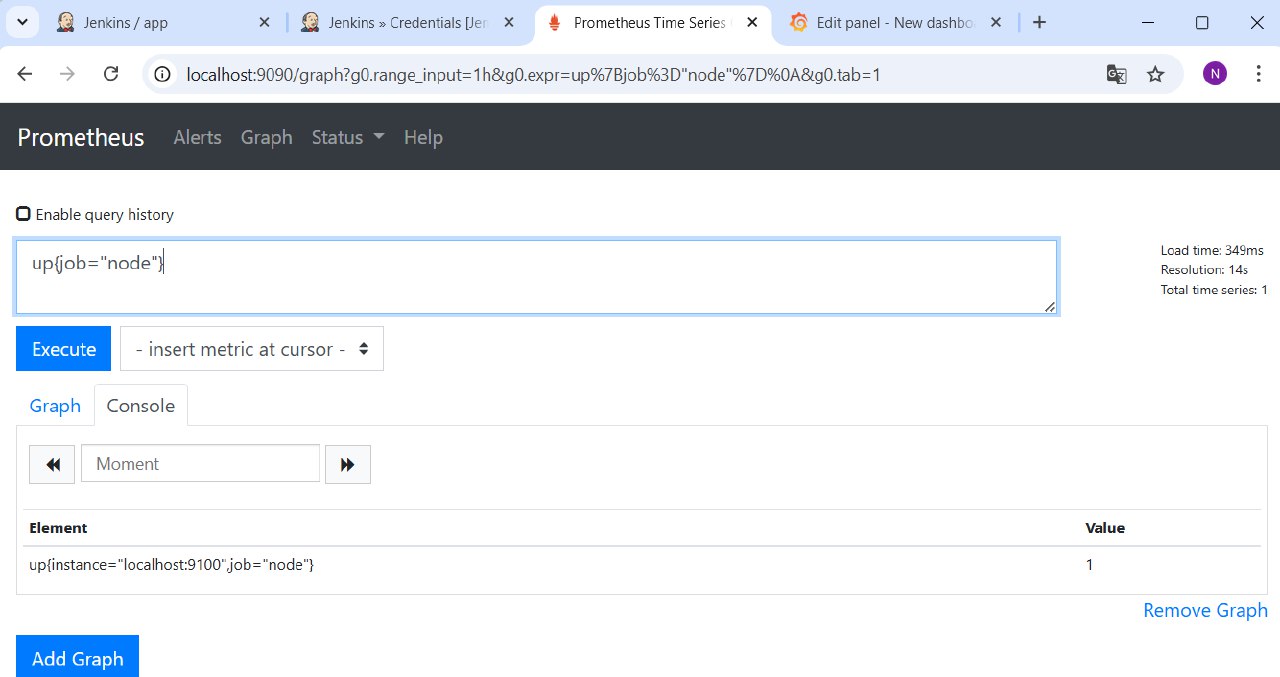 Jenkins / app
Jenkins » Credentials [Jen
Prometheus Time Series
Edit panel - New dashbo
localhost:9090/graph?g0.range_input=1h&g0.expr=up%7Bjob%3D"node"%7D%0A&g0.tab=1
N
Prometheus Alerts Graph Status Help
Enable query history
up{job="node"}
Load time: 349ms
Resolution: 14s
Total time series: 1
Execute
- insert metric at cursor -
Graph Console
Moment
Element Value
up{instance="localhost:9100",job="node"} 1
Remove Graph
Add Graph